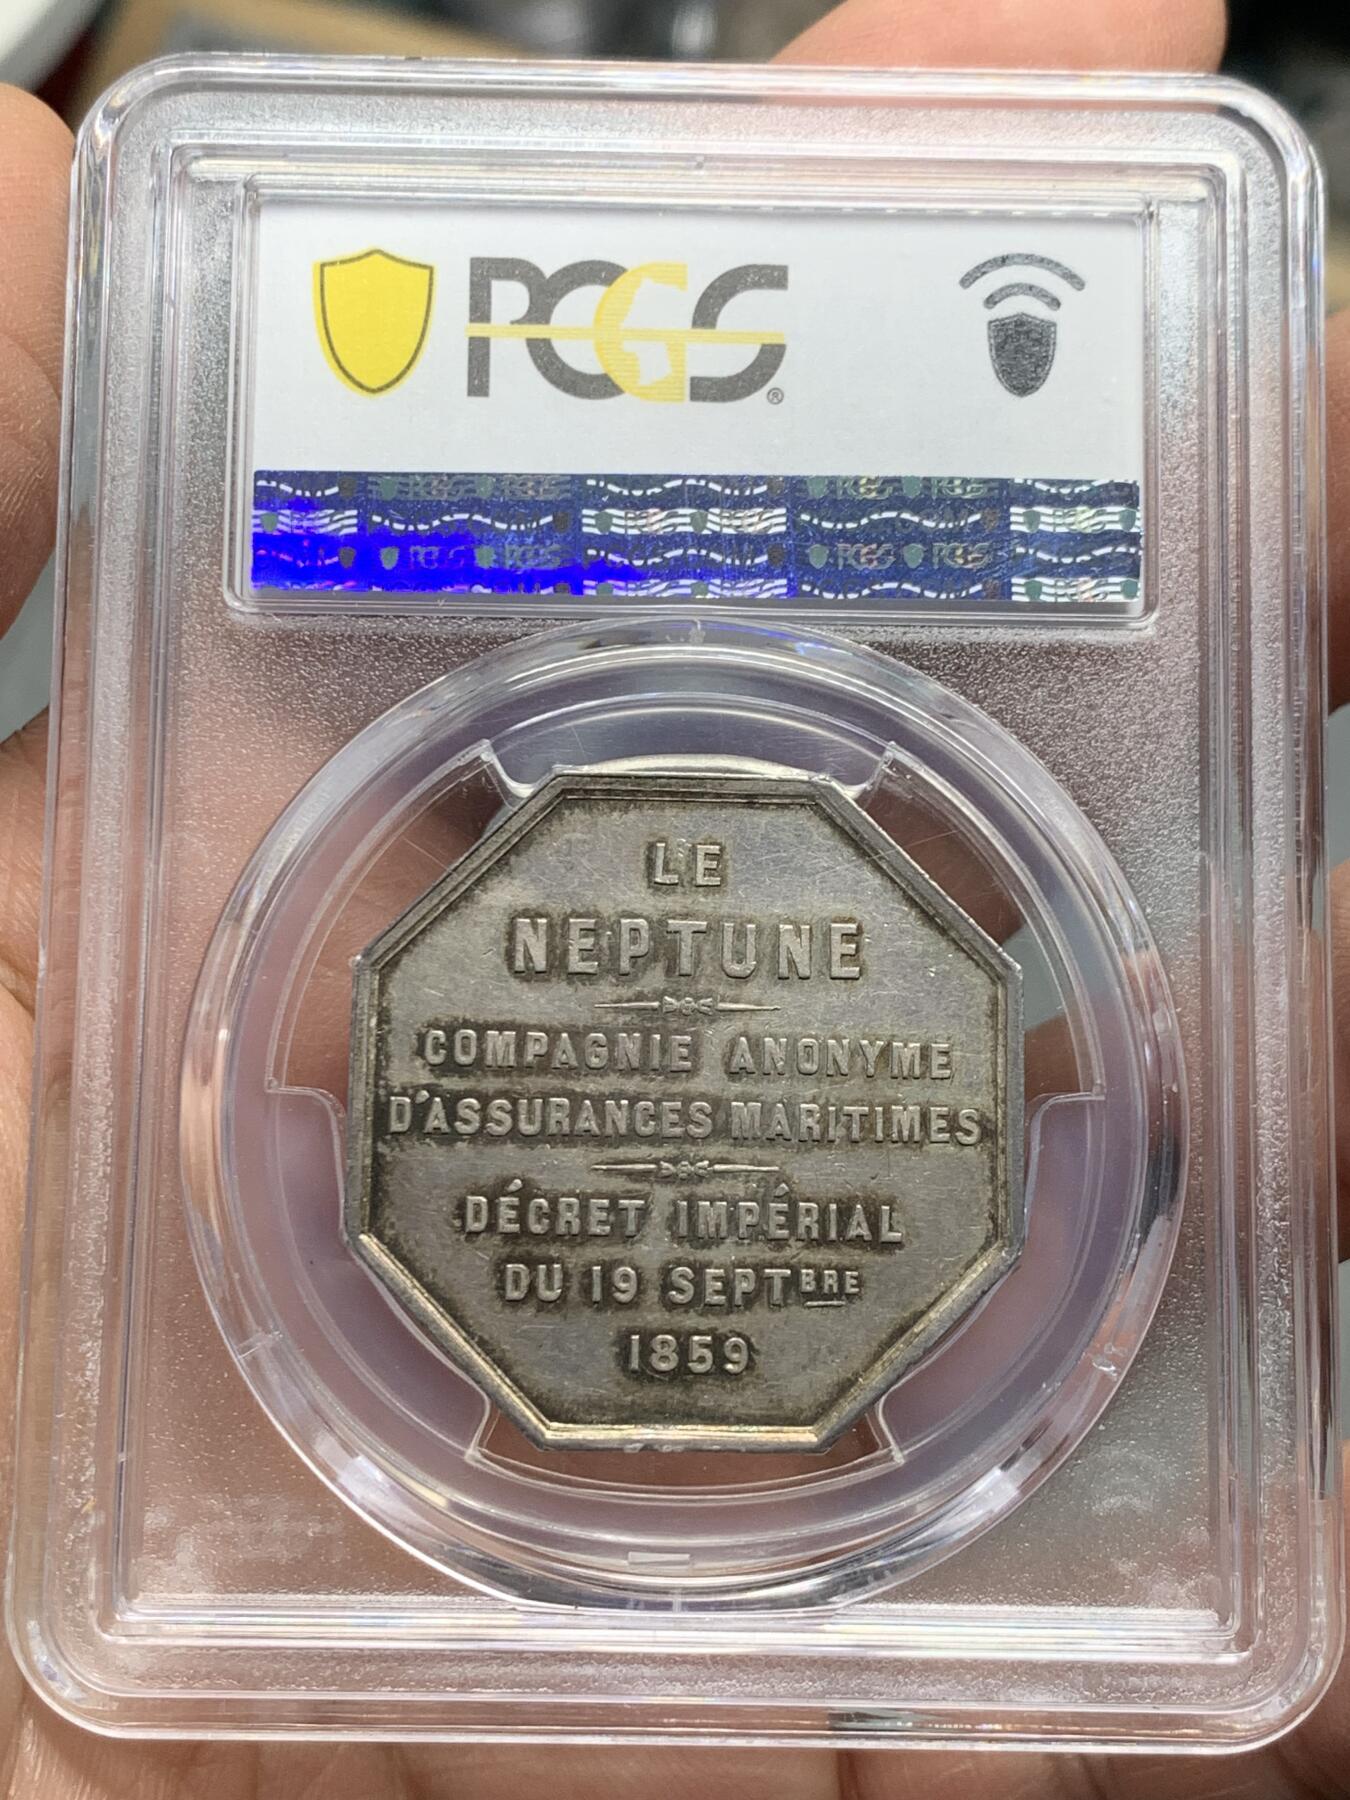 PCGS®
LE
NEPTUNE
COMPAGNIE ANONYME
D'ASSURANCES MARITIMES
DÉCRET IMPÉRIAL
DU 19 SEPTBRE
1859